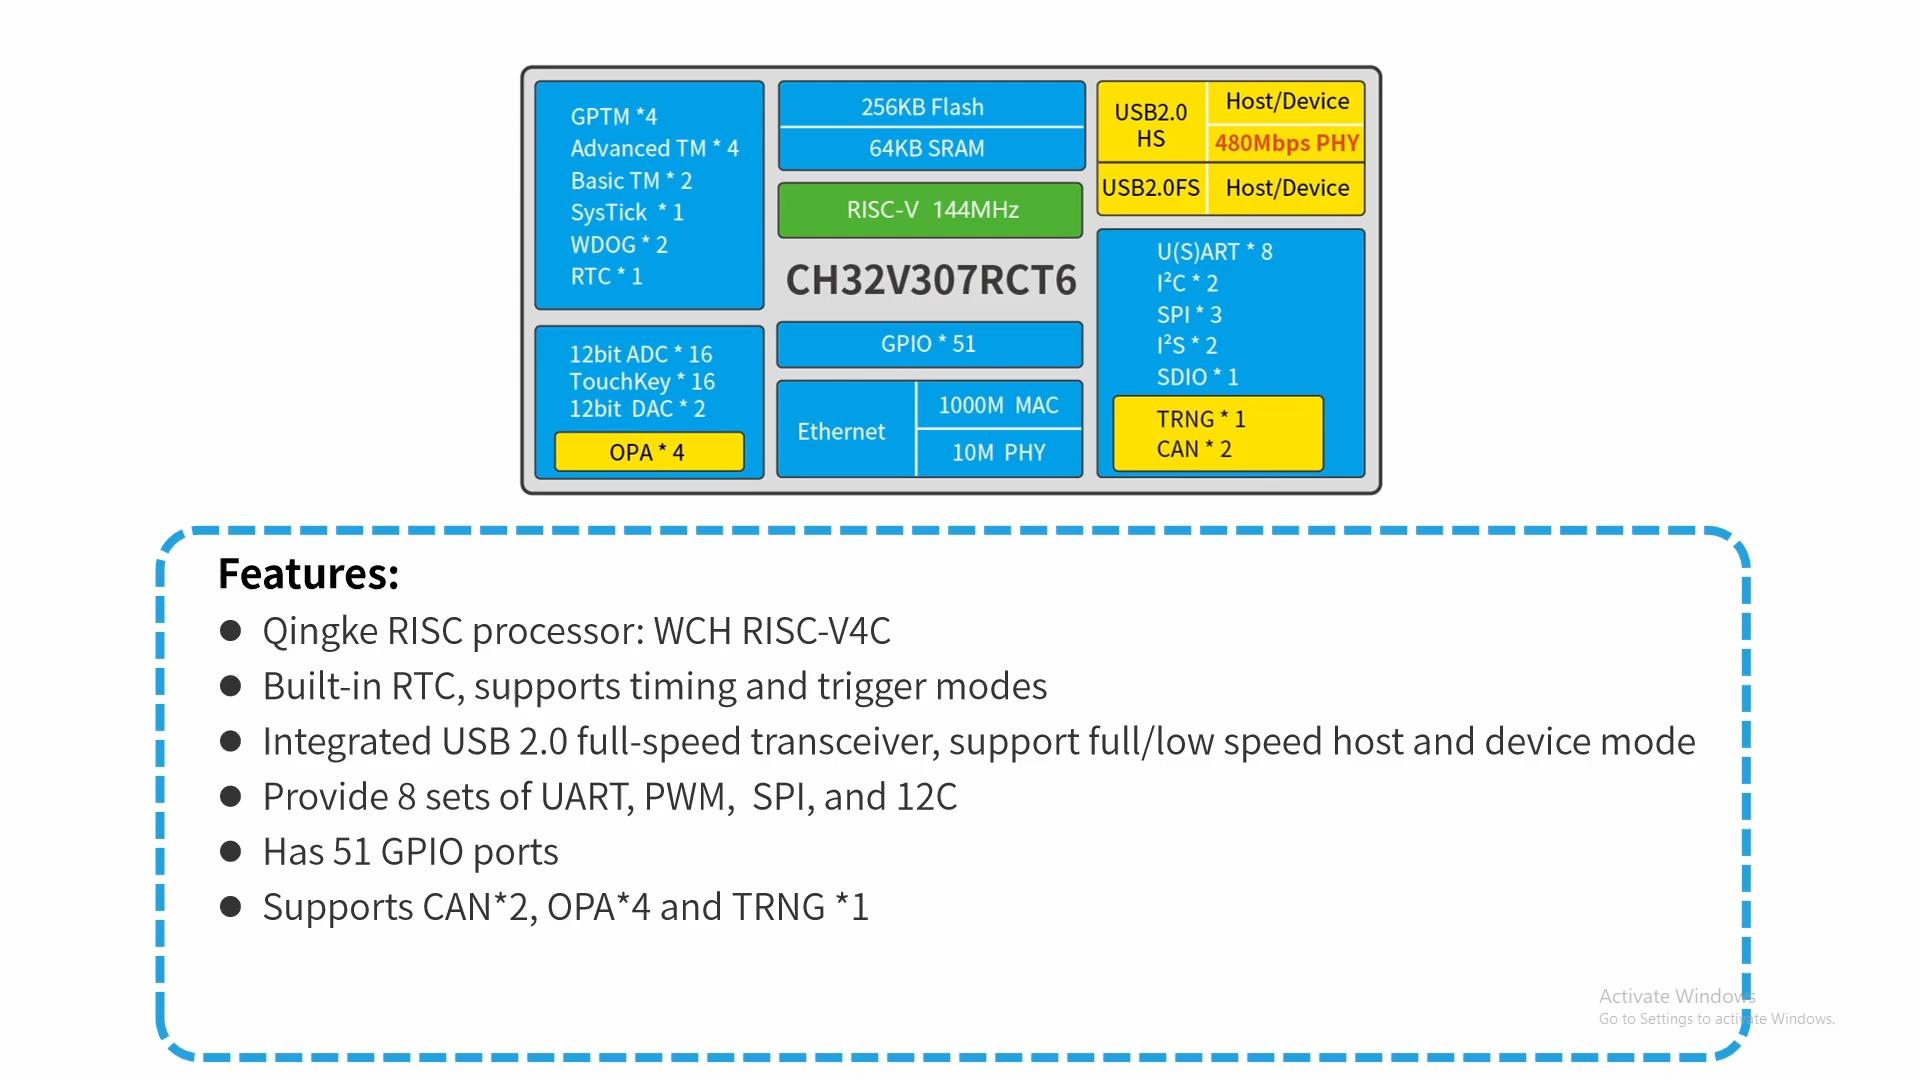 GPTM *4
Advanced TM * 4
Basic TM * 2
SysTick * 1
WDOG * 2
RTC * 1
12bit ADC * 16
TouchKey * 16
12bit DAC * 2
OPA * 4
256KB Flash
64KB SRAM
RISC-V 144MHz
CH32V307RCT6
GPIO * 51
Ethernet
1000M MAC
10M PHY
USB2.0
HS
Host/Device
480Mbps PHY
USB2.0FS
Host/Device
U(S)ART * 8
I²C * 2
SPI * 3
I²S * 2
SDIO * 1
TRNG * 1
CAN * 2
Features:
● Qingke RISC processor: WCH RISC-V4C
● Built-in RTC, supports timing and trigger modes
● Integrated USB 2.0 full-speed transceiver, support full/low speed host and device mode
● Provide 8 sets of UART, PWM, SPI, and 12C
● Has 51 GPIO ports
● Supports CAN*2, OPA*4 and TRNG *1
Activate Windows
Go to Settings to activate Windows.